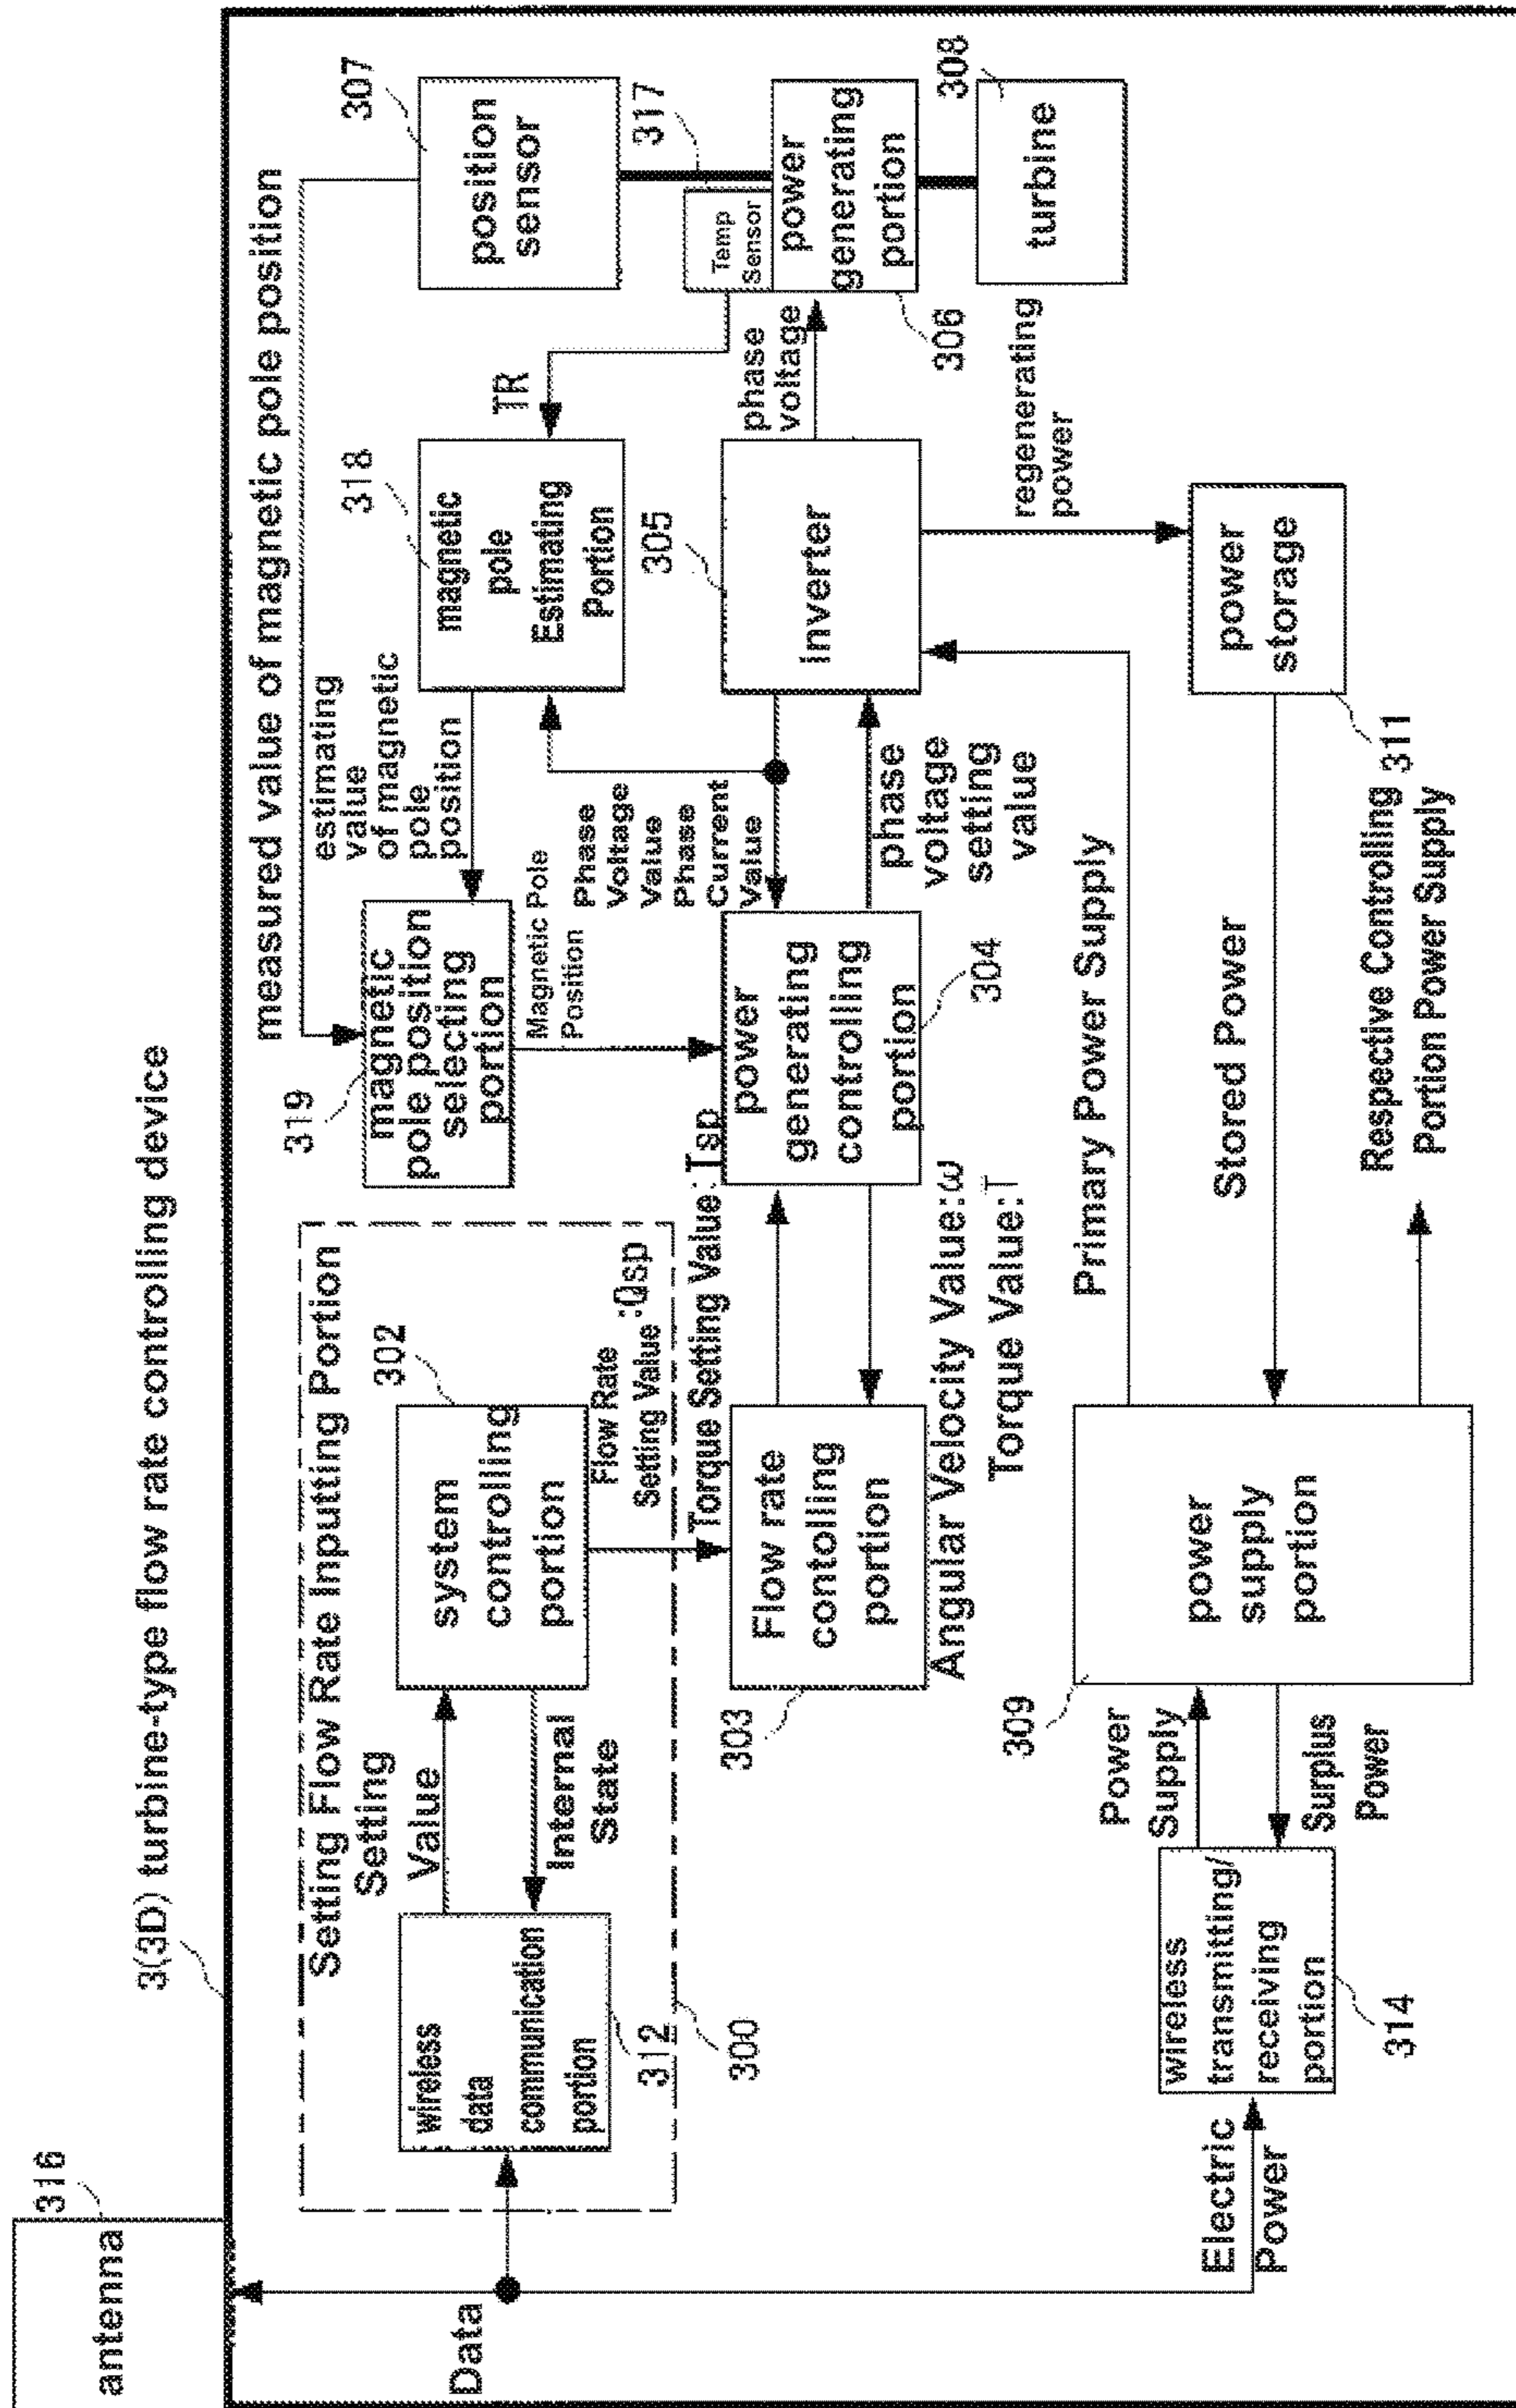 antenna
316
3(3D) turbine-type flow rate controlling device
Data
Electric
Power
Setting Flow Rate Inputting Portion
300
wireless
data
communication
portion
312
Setting
Value
Internal
State
system
controlling
portion
302
Flow Rate
Setting Value
:Qsp
Flow rate
contolling
portion
303
Torque Setting Value:Tsp
Angular Velocity Value:ω
Torque Value:T
measured value of magnetic pole position
magnetic
pole position
selecting
portion
319
estimating
value
of magnetic
pole
position
Magnetic Pole
Position
magnetic
pole
Estimating
Portion
318
TR
position
sensor
307
317
Temp
Sensor
power
generating
portion
306
turbine
308
power
generating
controlling
portion
304
Phase
Voltage
Value
Phase
Current
Value
phase
voltage
setting
value
inverter
305
phase
voltage
regenerating
power
power
storage
311
Primary Power Supply
Stored Power
Respective Controlling
Portion Power Supply
power
supply
portion
309
Power
Supply
Surplus
Power
wireless
transmitting/
receiving
portion
314